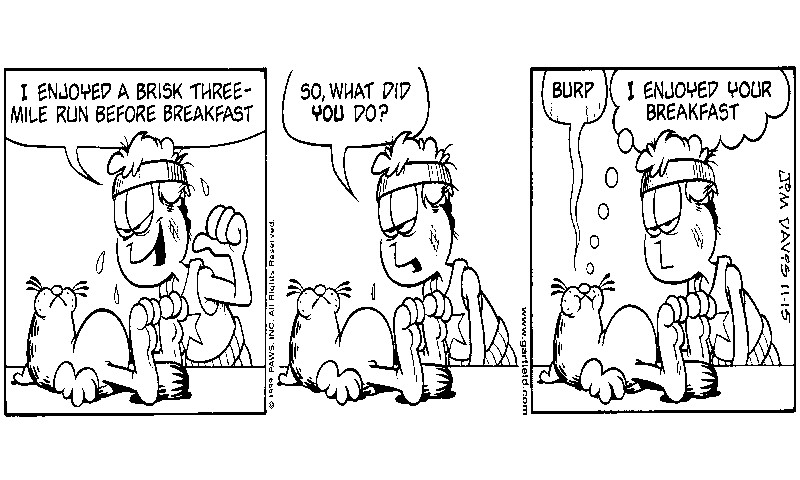 I ENJOYED A BRISK THREE-
MILE RUN BEFORE BREAKFAST
© 1999 PAWS, INC. All Rights Reserved.
SO, WHAT DID
YOU DO?
www.garfield.com
BURP
I ENJOYED YOUR
BREAKFAST
JIM DAVIS 11-15